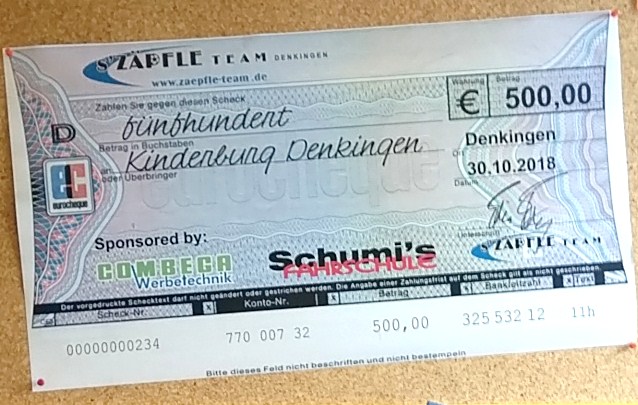 s'ZÄPFLE TEAM DENKINGEN
www.zaepfle-team.de
Zahlen Sie gegen diesen Scheck
Währung Betrag
€ 500,00
D fünfhundert
Betrag in Buchstaben
an Kinderburg Denkingen
oder Überbringer
Ort Denkingen
30.10.2018
Datum
EC
eurocheque
eurocheque
Unterschrift
Sponsored by:
COMBEGA
Werbetechnik
Schumi's
FAHRSCHULE
s'ZÄPFLE TEAM
Der vorgedruckte Schecktext darf nicht geändert oder gestrichen werden. Die Angabe einer Zahlungsfrist auf dem Scheck gilt als nicht geschrieben.
Scheck-Nr. X Konto-Nr. X Betrag X Bankleitzahl X Text
00000000234 770 007 32 500,00 325 532 12 11h
Bitte dieses Feld nicht beschriften und nicht bestempeln